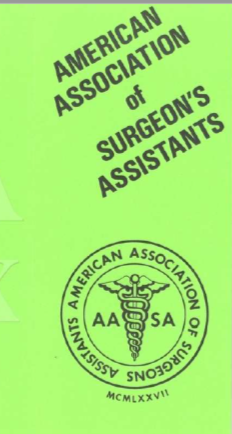 AMERICAN
ASSOCIATION
of
SURGEON'S
ASSISTANTS
AMERICAN ASSOCIATION OF SURGEONS ASSISTANTS
AA SA
MCMLXXVII